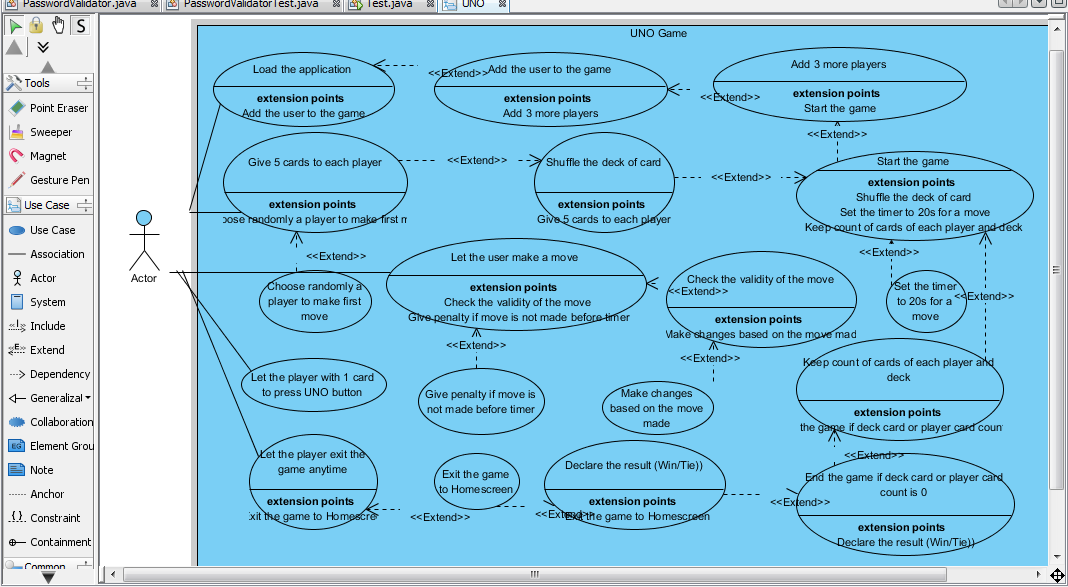 PasswordValidator.java
PasswordValidatorTest.java
Test.java
UNO
S
Tools
Point Eraser
Sweeper
Magnet
Gesture Pen
Use Case
Use Case
Association
Actor
System
Include
Extend
Dependency
Generalizat
Collaboration
Element Grou
Note
Anchor
Constraint
Containment
Common
UNO Game
Load the application
extension points
Add the user to the game
<<Extend>>
Add the user to the game
extension points
Add 3 more players
<<Extend>>
Add 3 more players
extension points
Start the game
<<Extend>>
Give 5 cards to each player
extension points
oose randomly a player to make first m
<<Extend>>
Shuffle the deck of card
extension points
Give 5 cards to each player
<<Extend>>
Start the game
extension points
Shuffle the deck of card
Set the timer to 20s for a move
Keep count of cards of each player and deck
Actor
<<Extend>>
Choose randomly a
player to make first
move
Let the user make a move
extension points
Check the validity of the move
Give penalty if move is not made before timer
<<Extend>>
Check the validity of the move
<<Extend>>
extension points
Make changes based on the move mad
<<Extend>>
<<Extend>>
Set the timer
to 20s for a
move
<<Extend>>
Let the player with 1 card
to press UNO button
Give penalty if move is
not made before timer
Make changes
based on the move
made
Keep count of cards of each player and
deck
extension points
the game if deck card or player card count
<<Extend>>
Let the player exit the
game anytime
extension points
Exit the game to Homescre
<<Extend>>
Exit the game
to Homescreen
<<Extend>>
Declare the result (Win/Tie))
extension points
Exit the game to Homescreen
<<Extend>>
End the game if deck card or player card
count is 0
extension points
Declare the result (Win/Tie))